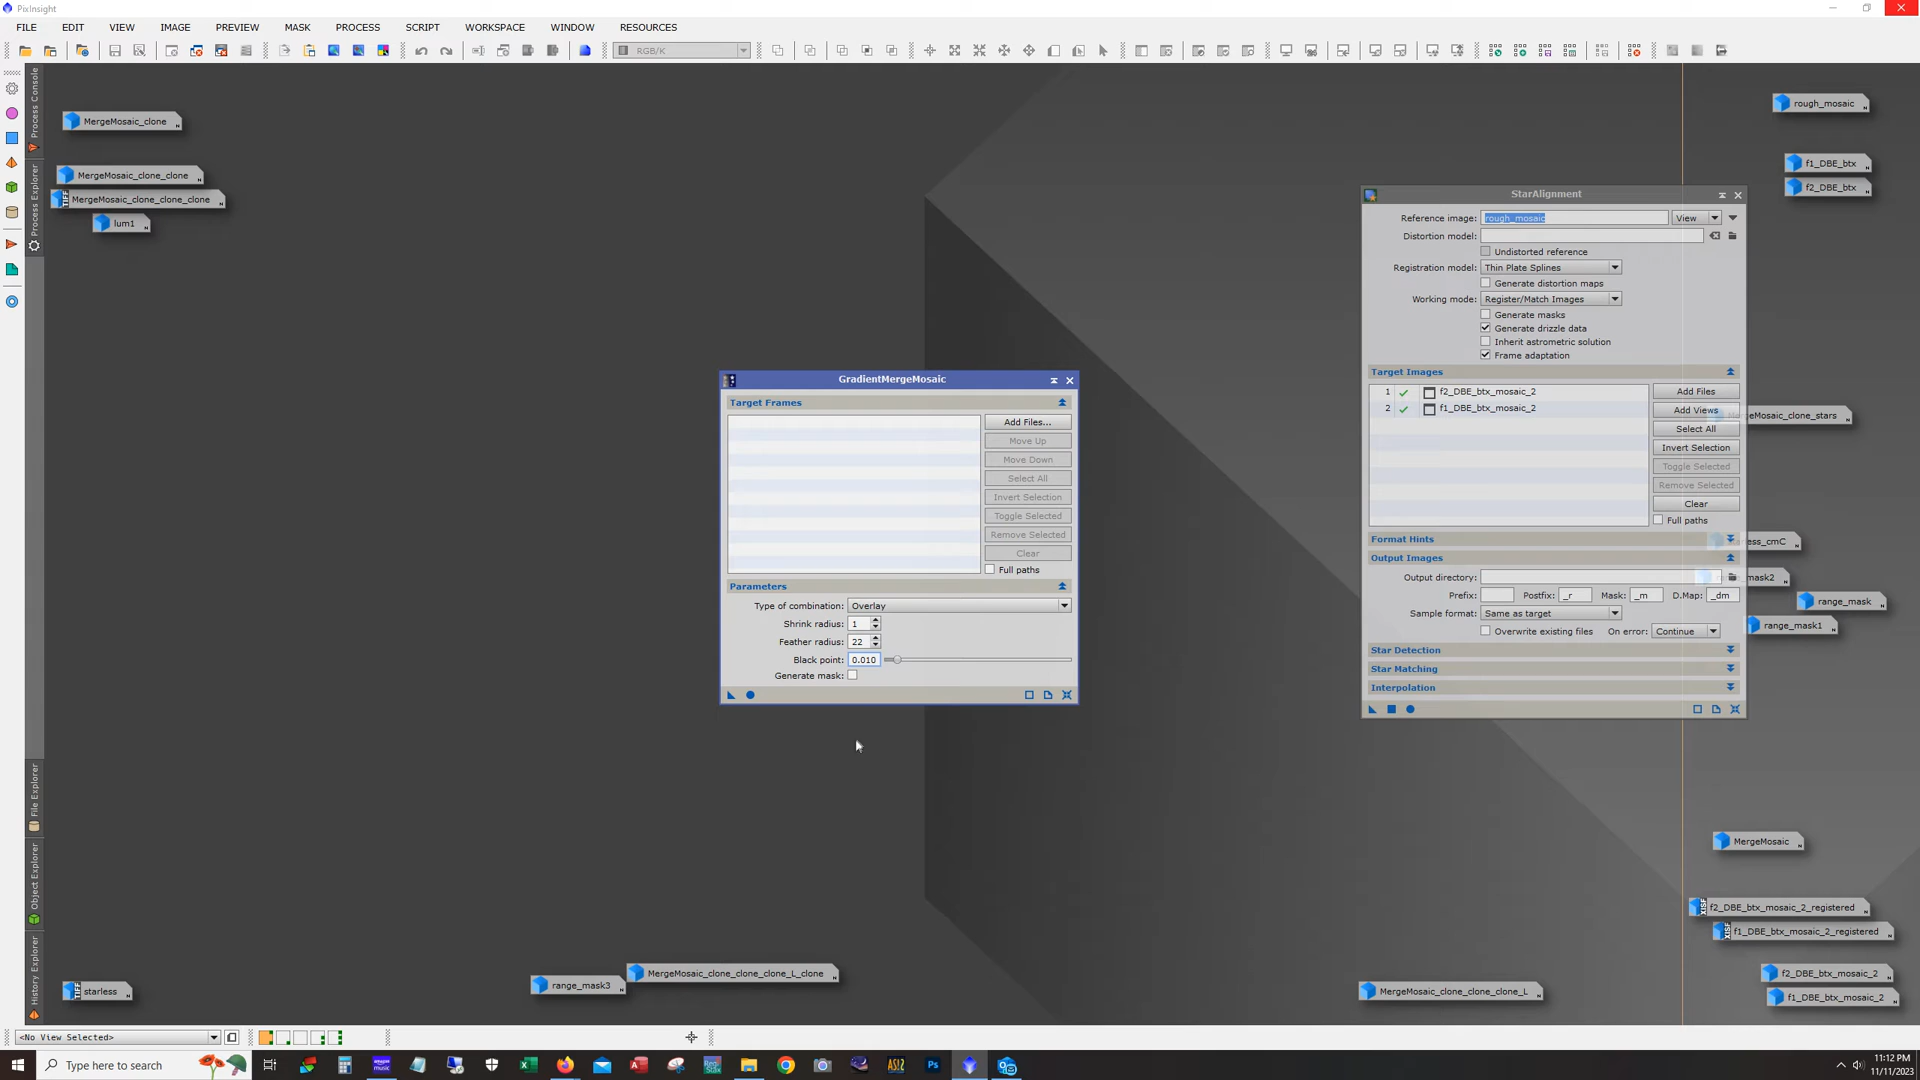 PixInsight
FILE EDIT VIEW IMAGE PROCESS PREVIEW MASK SCRIPT WORKSPACE WINDOW RESOURCES
RGB/K
Process Console
Process Explorer
File Explorer
Object Explorer
History Explorer
MergeMosaic_clone
MergeMosaic_clone_clone
MergeMosaic_clone_clone_clone
lum1
rough_mosaic
f1_DBE_btx
f2_DBE_btx
StarAlignment
Reference image: rough_mosaic View
Distortion model:
Undistorted reference
Registration model: Thin Plate Splines
Generate distortion maps
Working mode: Register/Match Images
Generate masks
Generate drizzle data
Inherit astrometric solution
Frame adaptation
Target Images
1 f2_DBE_btx_mosaic_2
2 f1_DBE_btx_mosaic_2
Add Files
Add Views
Select All
Invert Selection
Toggle Selected
Remove Selected
Clear
Full paths
Format Hints
Output Images
Output directory:
Prefix: Postfix: _r Mask: _m D.Map: _dm
Sample format: Same as target
Overwrite existing files On error: Continue
Star Detection
Star Matching
Interpolation
GradientMergeMosaic
Target Frames
Add Files...
Move Up
Move Down
Select All
Invert Selection
Toggle Selected
Remove Selected
Clear
Full paths
Parameters
Type of combination: Overlay
Shrink radius: 1
Feather radius: 22
Black point: 0.010
Generate mask:
range_mask
range_mask1
MergeMosaic
f2_DBE_btx_mosaic_2_registered
f1_DBE_btx_mosaic_2_registered
f2_DBE_btx_mosaic_2
f1_DBE_btx_mosaic_2
starless
range_mask3
MergeMosaic_clone_clone_clone_L_clone
MergeMosaic_clone_clone_clone_L
<No View Selected>
Type here to search
11:12 PM
11/11/2023